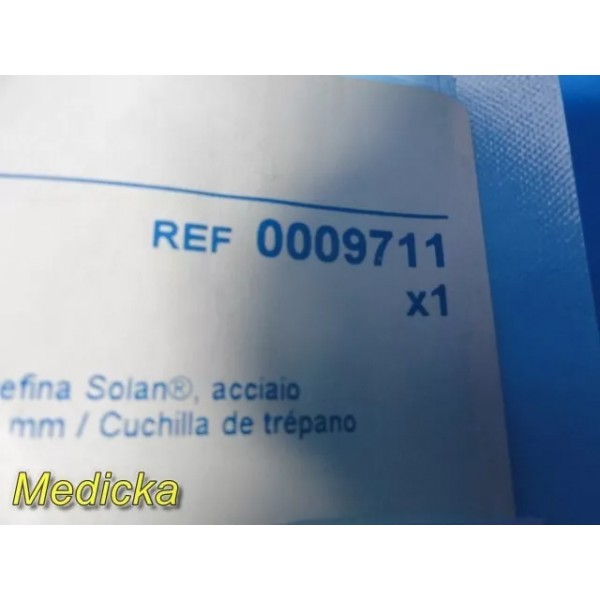 REF 0009711
x1
efina Solan®, acciaio
mm / Cuchilla de trépano
Medicka